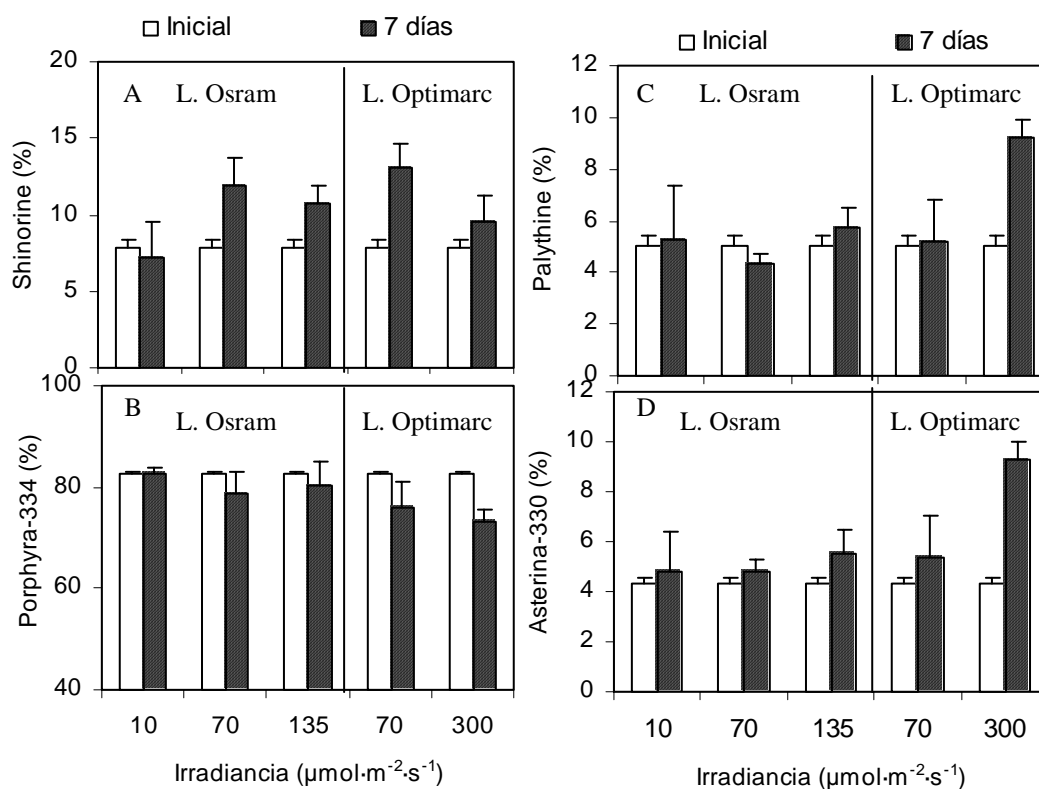 Inicial 7 días
A L. Osram L. Optimarc
Shinorine (%)
20
15
10
5
0
B L. Osram L. Optimarc
Porphyra-334 (%)
100
80
60
40
10 70 135 70 300
Irradiancia (µmol·m-2·s-1)
Inicial 7 días
C L. Osram L. Optimarc
Palythine (%)
12
10
8
6
4
2
0
D L. Osram L. Optimarc
Asterina-330 (%)
12
10
8
6
4
2
0
10 70 135 70 300
Irradiancia (µmol·m-2·s-1)